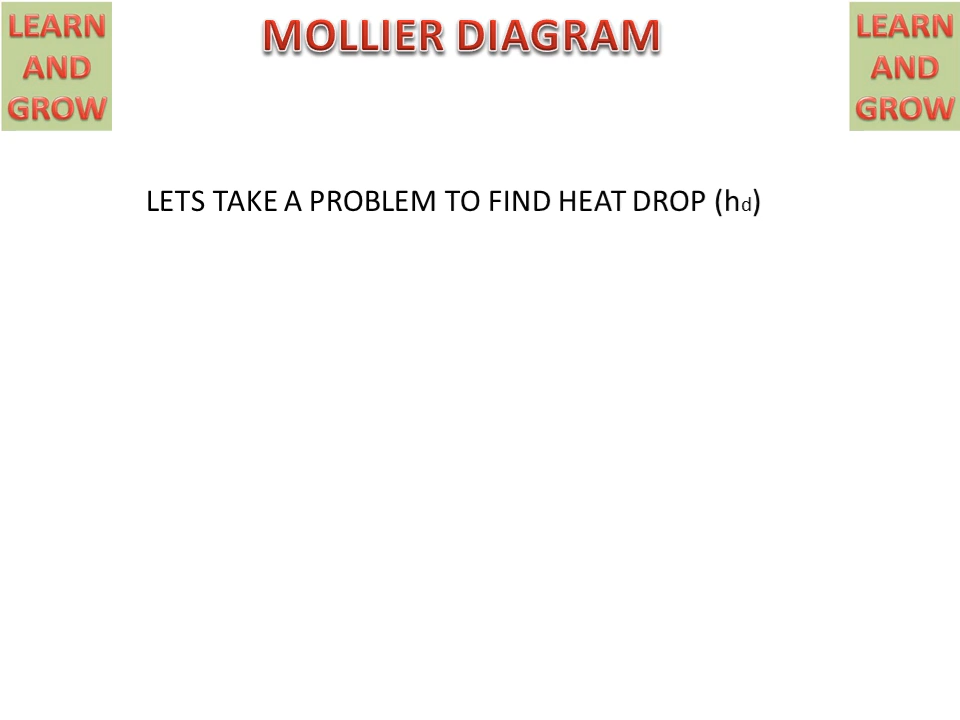 LEARN
AND
GROW
MOLLIER DIAGRAM
LEARN
AND
GROW
LETS TAKE A PROBLEM TO FIND HEAT DROP (hd)